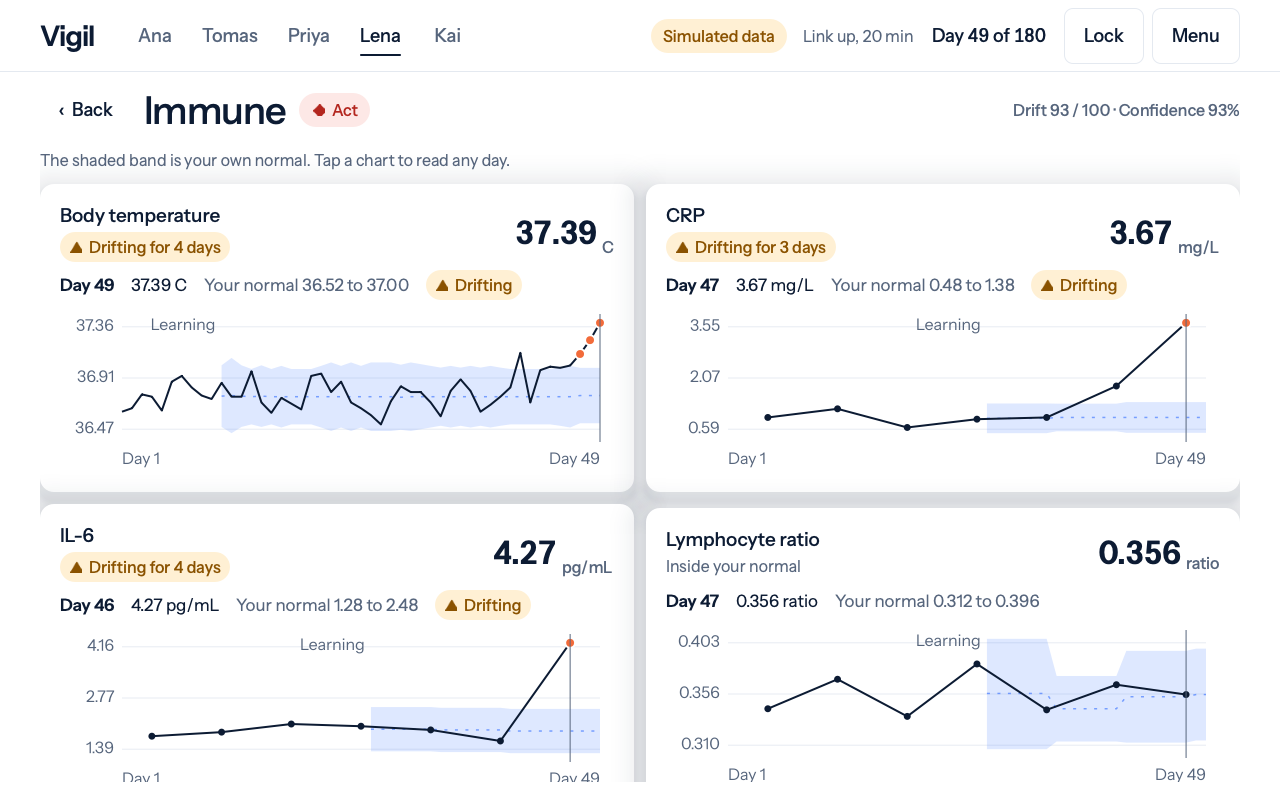 Vigil Ana Tomas Priya Lena Kai Simulated data Link up, 20 min Day 49 of 180 Lock Menu
‹ Back Immune Act Drift 93 / 100 · Confidence 93%
The shaded band is your own normal. Tap a chart to read any day.
Body temperature
Drifting for 4 days
37.39 C
Day 49 37.39 C Your normal 36.52 to 37.00 Drifting
Learning
37.36
36.91
36.47
Day 1 Day 49
CRP
Drifting for 3 days
3.67 mg/L
Day 47 3.67 mg/L Your normal 0.48 to 1.38 Drifting
Learning
3.55
2.07
0.59
Day 1 Day 49
IL-6
Drifting for 4 days
4.27 pg/mL
Day 46 4.27 pg/mL Your normal 1.28 to 2.48 Drifting
Learning
4.16
2.77
1.39
Day 1 Day 49
Lymphocyte ratio
Inside your normal
0.356 ratio
Day 47 0.356 ratio Your normal 0.312 to 0.396
Learning
0.403
0.356
0.310
Day 1 Day 49